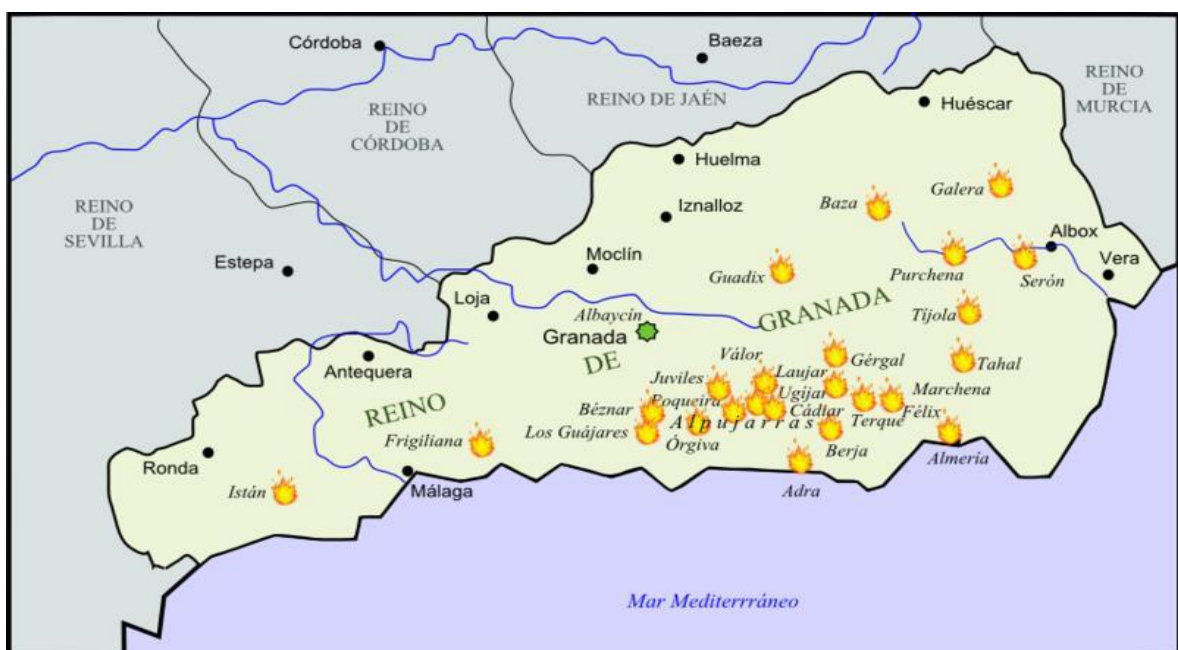 Córdoba
Baeza
REINO
DE
MURCIA
REINO DE JAÉN
REINO
DE
CÓRDOBA
Huéscar
Huelma
Galera
Baza
Iznalloz
REINO
DE
SEVILLA
Albox
Moclín
Estepa
Guadix
Purchena
Serón
Vera
Loja
Albaycín
GRANADA
Tíjola
Granada
Válor
Gérgal
DE
Antequera
Laujar
Tahal
Juviles
Ugíjar
Marchena
Poqueira
REINO
Béznar
Cádiar
Félix
Alpujarras
Terque
Los Guájares
Frigiliana
Órgiva
Berja
Almería
Ronda
Istán
Málaga
Adra
Mar Mediterrráneo